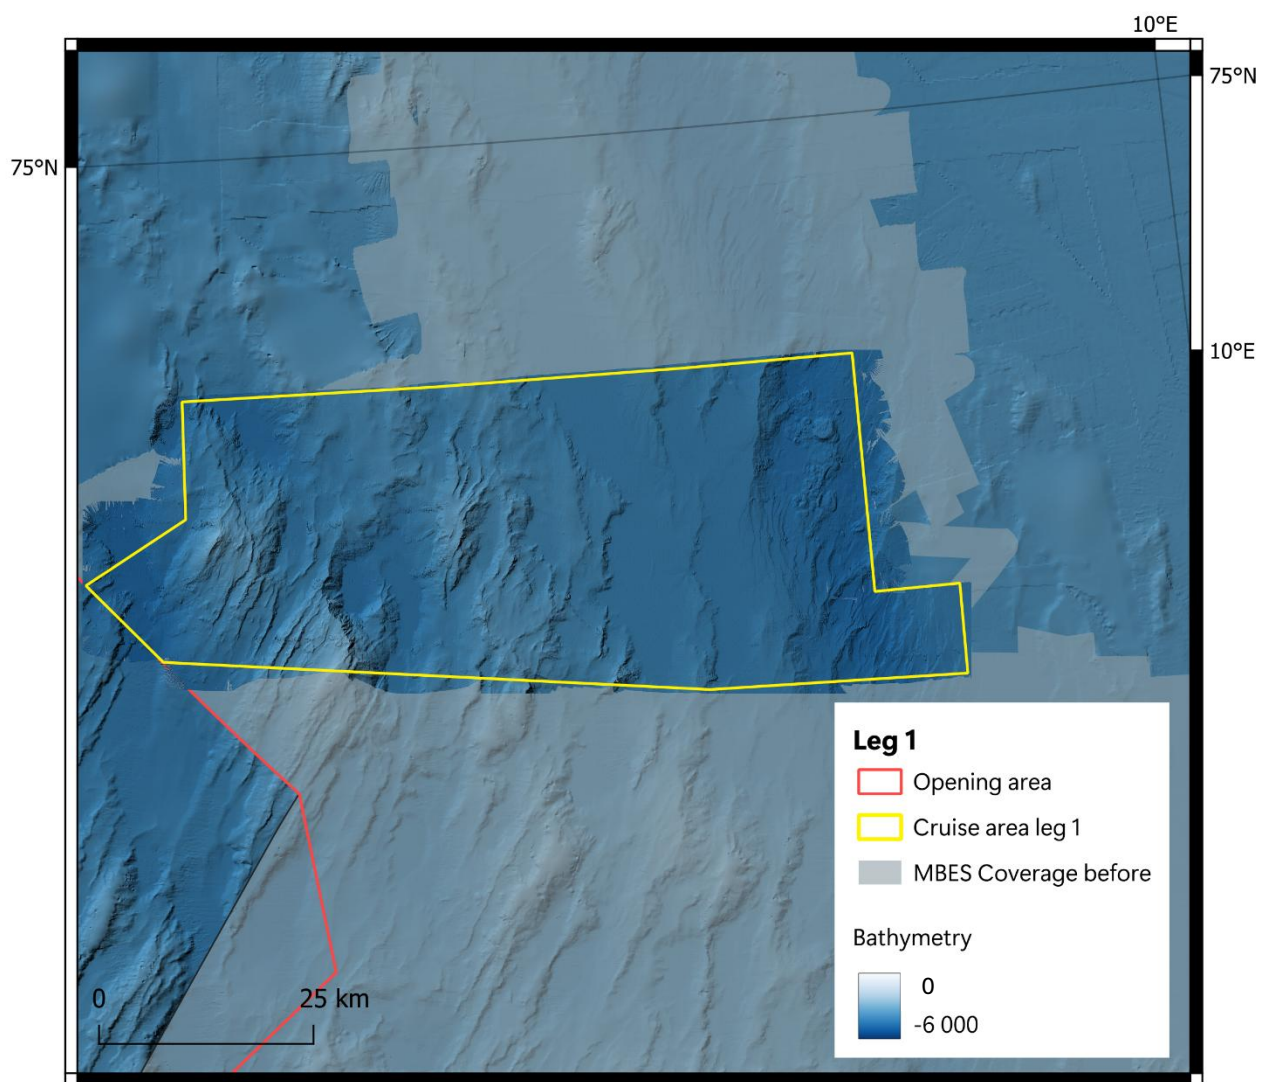 10°E
75°N
75°N
10°E
Leg 1
Opening area
Cruise area leg 1
MBES Coverage before
Bathymetry
0
-6 000
0 25 km